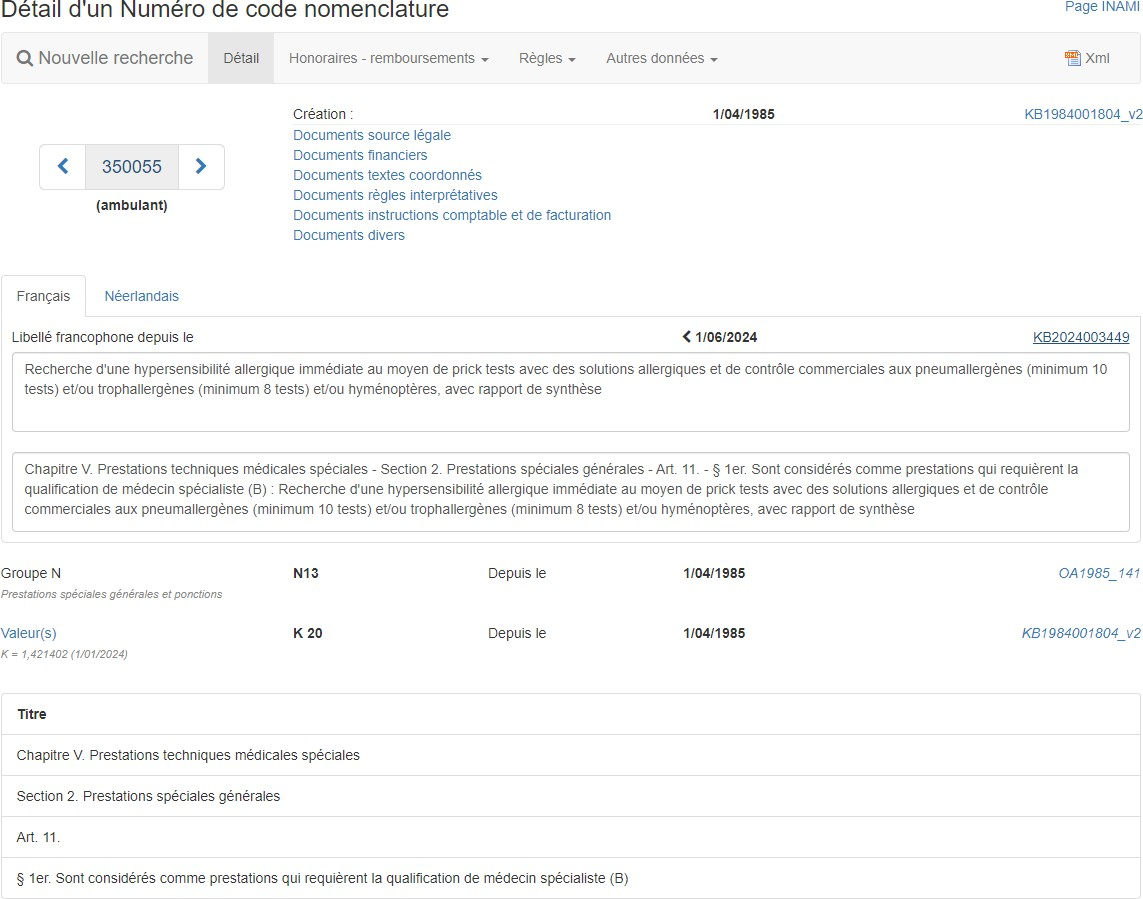 Détail d'un Numéro de code nomenclature
Page INAMI
Nouvelle recherche Détail Honoraires - remboursements Règles Autres données Xml
Création : 1/04/1985 KB1984001804_v2
Documents source légale
Documents financiers
350055
Documents textes coordonnés
Documents règles interprétatives
(ambulant)
Documents instructions comptable et de facturation
Documents divers
Français Néerlandais
Libellé francophone depuis le 1/06/2024 KB2024003449
Recherche d'une hypersensibilité allergique immédiate au moyen de prick tests avec des solutions allergiques et de contrôle commerciales aux pneumallergènes (minimum 10
tests) et/ou trophallergènes (minimum 8 tests) et/ou hyménoptères, avec rapport de synthèse
Chapitre V. Prestations techniques médicales spéciales - Section 2. Prestations spéciales générales - Art. 11. - § 1er. Sont considérés comme prestations qui requièrent la
qualification de médecin spécialiste (B) : Recherche d'une hypersensibilité allergique immédiate au moyen de prick tests avec des solutions allergiques et de contrôle
commerciales aux pneumallergènes (minimum 10 tests) et/ou trophallergènes (minimum 8 tests) et/ou hyménoptères, avec rapport de synthèse
Groupe N N13 Depuis le 1/04/1985 OA1985_141
Prestations spéciales générales et ponctions
Valeur(s) K 20 Depuis le 1/04/1985 KB1984001804_v2
K = 1,421402 (1/01/2024)
Titre
Chapitre V. Prestations techniques médicales spéciales
Section 2. Prestations spéciales générales
Art. 11.
§ 1er. Sont considérés comme prestations qui requièrent la qualification de médecin spécialiste (B)